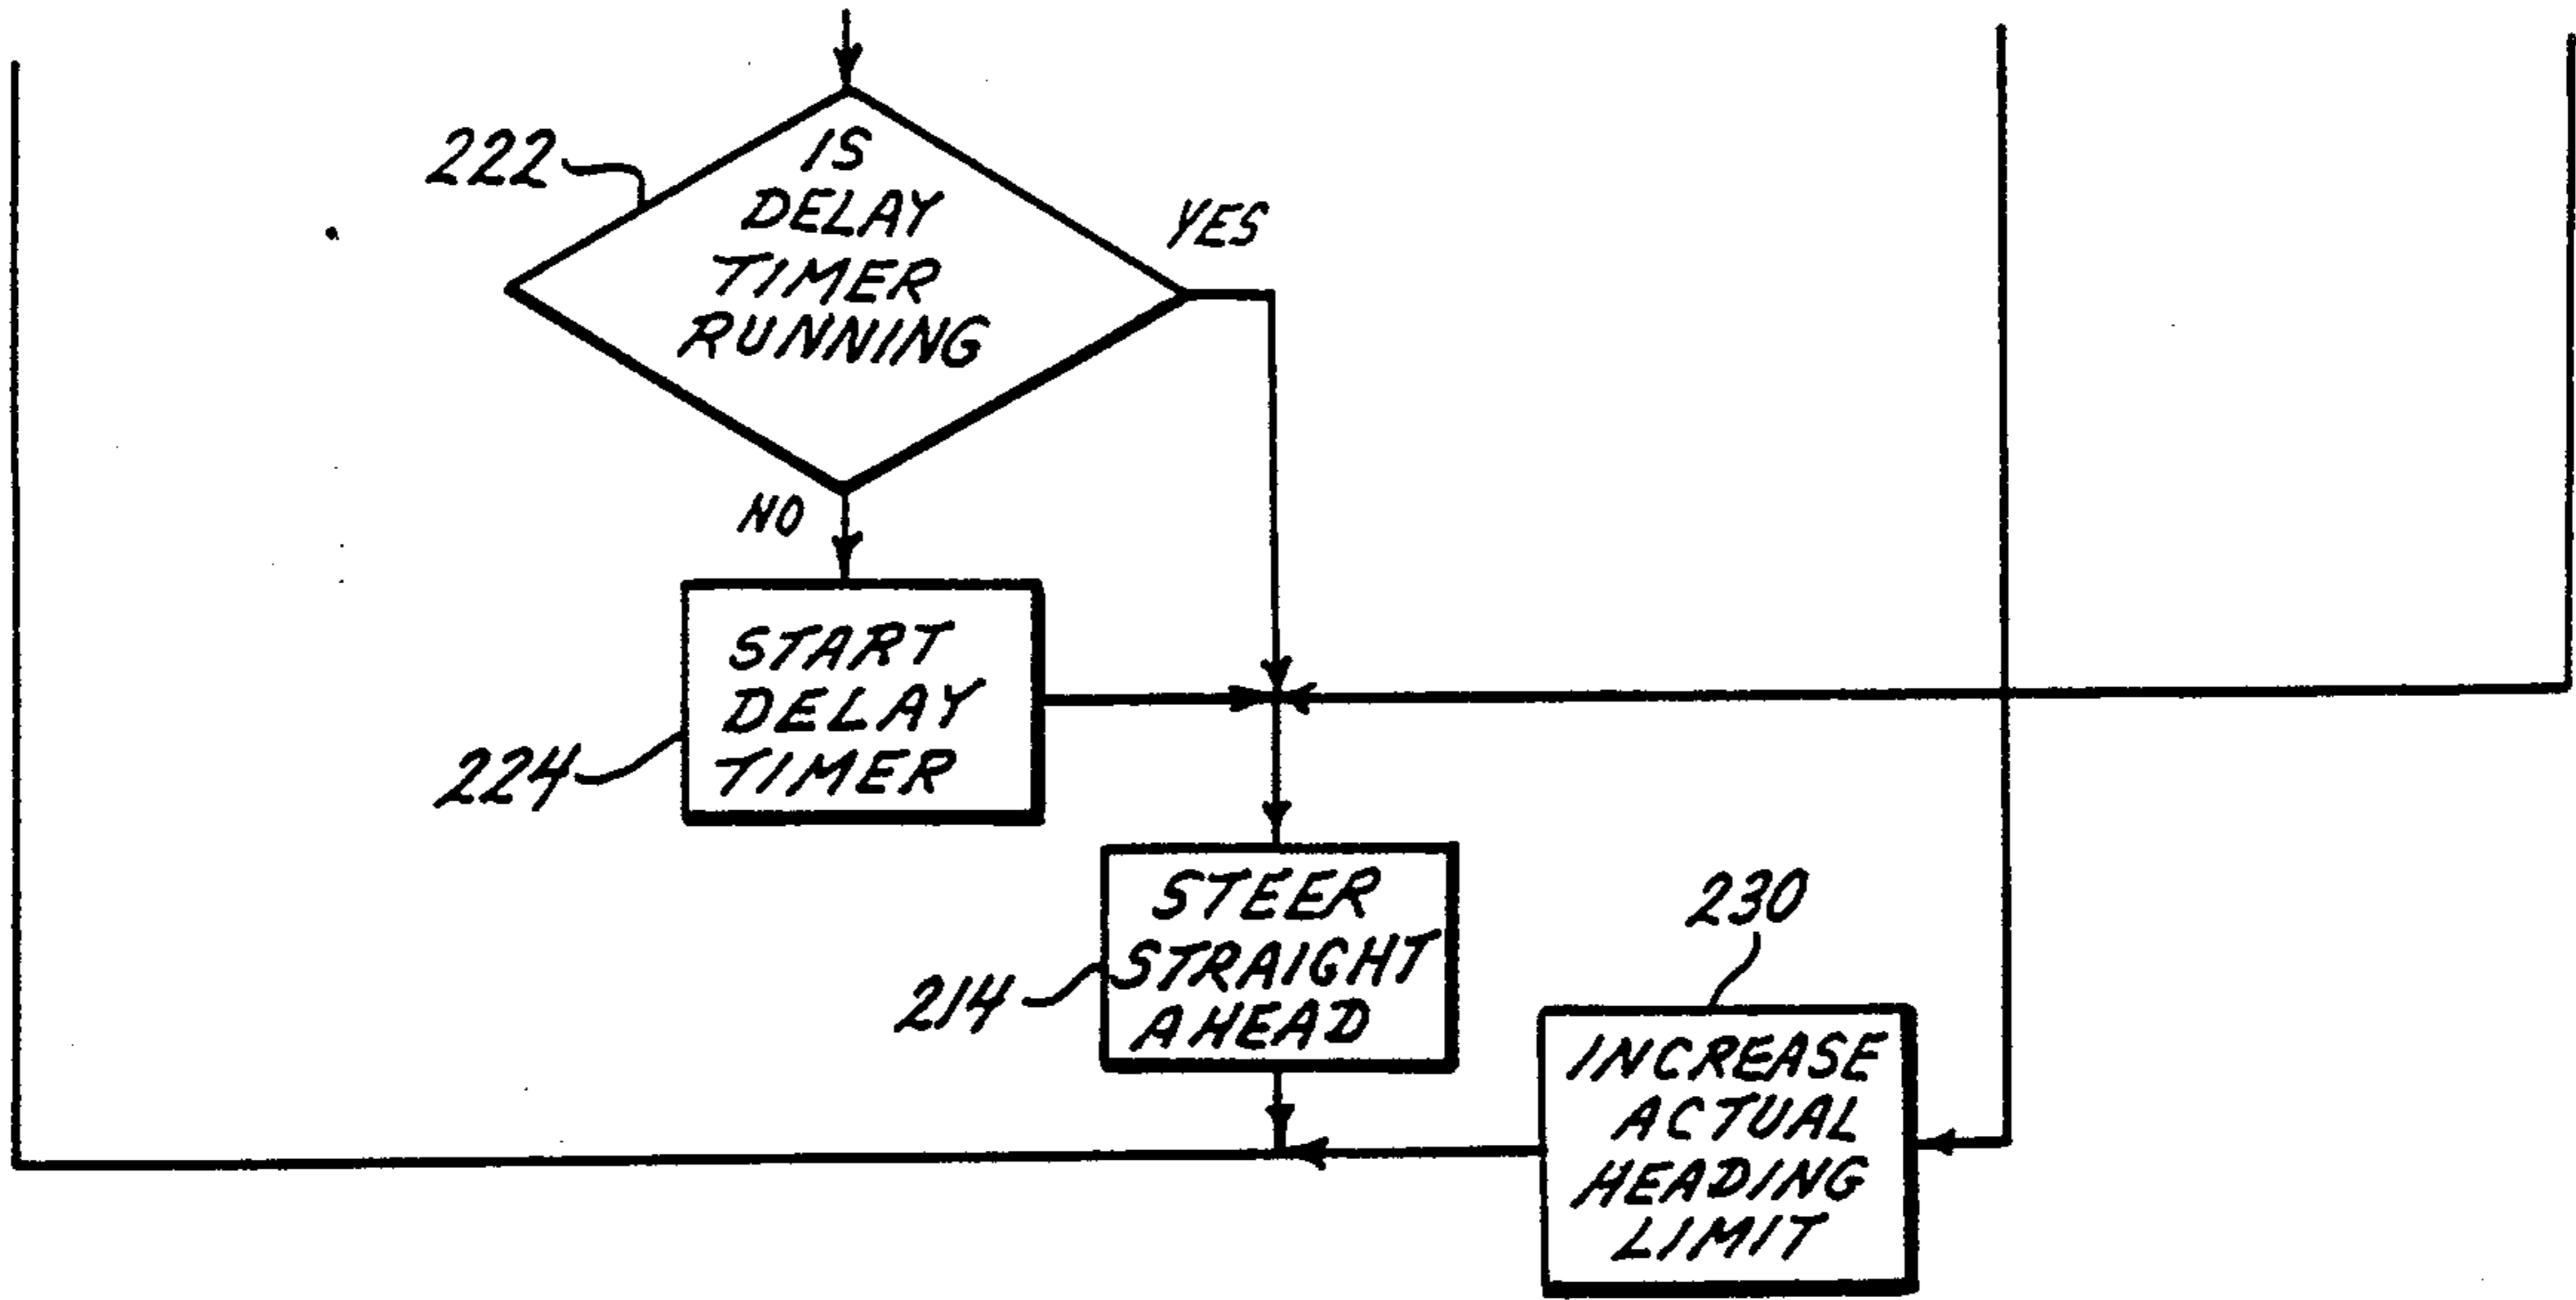 222
IS
DELAY
TIMER
RUNNING
YES
NO
START
DELAY
TIMER
224
STEER
STRAIGHT
AHEAD
214
230
INCREASE
ACTUAL
HEADING
LIMIT